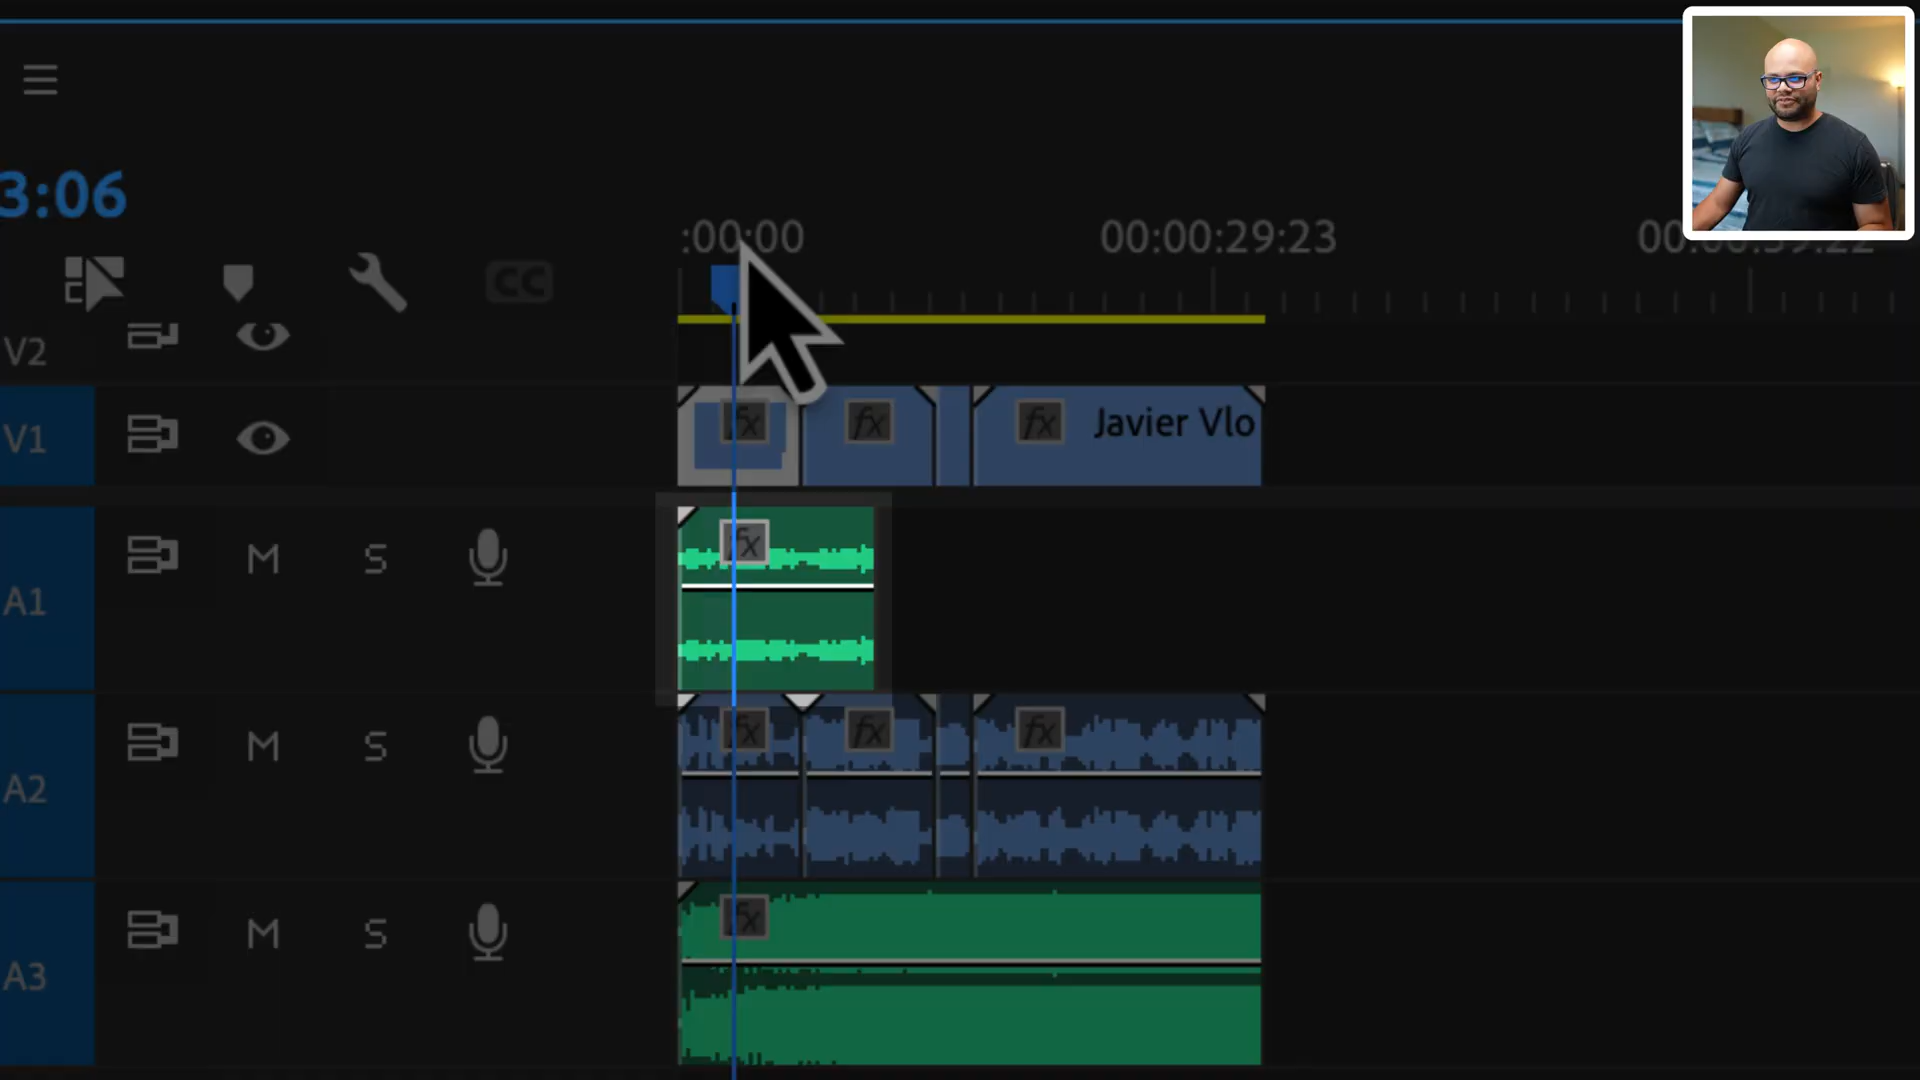 3:06
:00:00 00:00:29:23
CC
V2
V1
fx fx fx Javier Vlo
fx
A1 M S
fx fx fx
A2 M S
fx
A3 M S